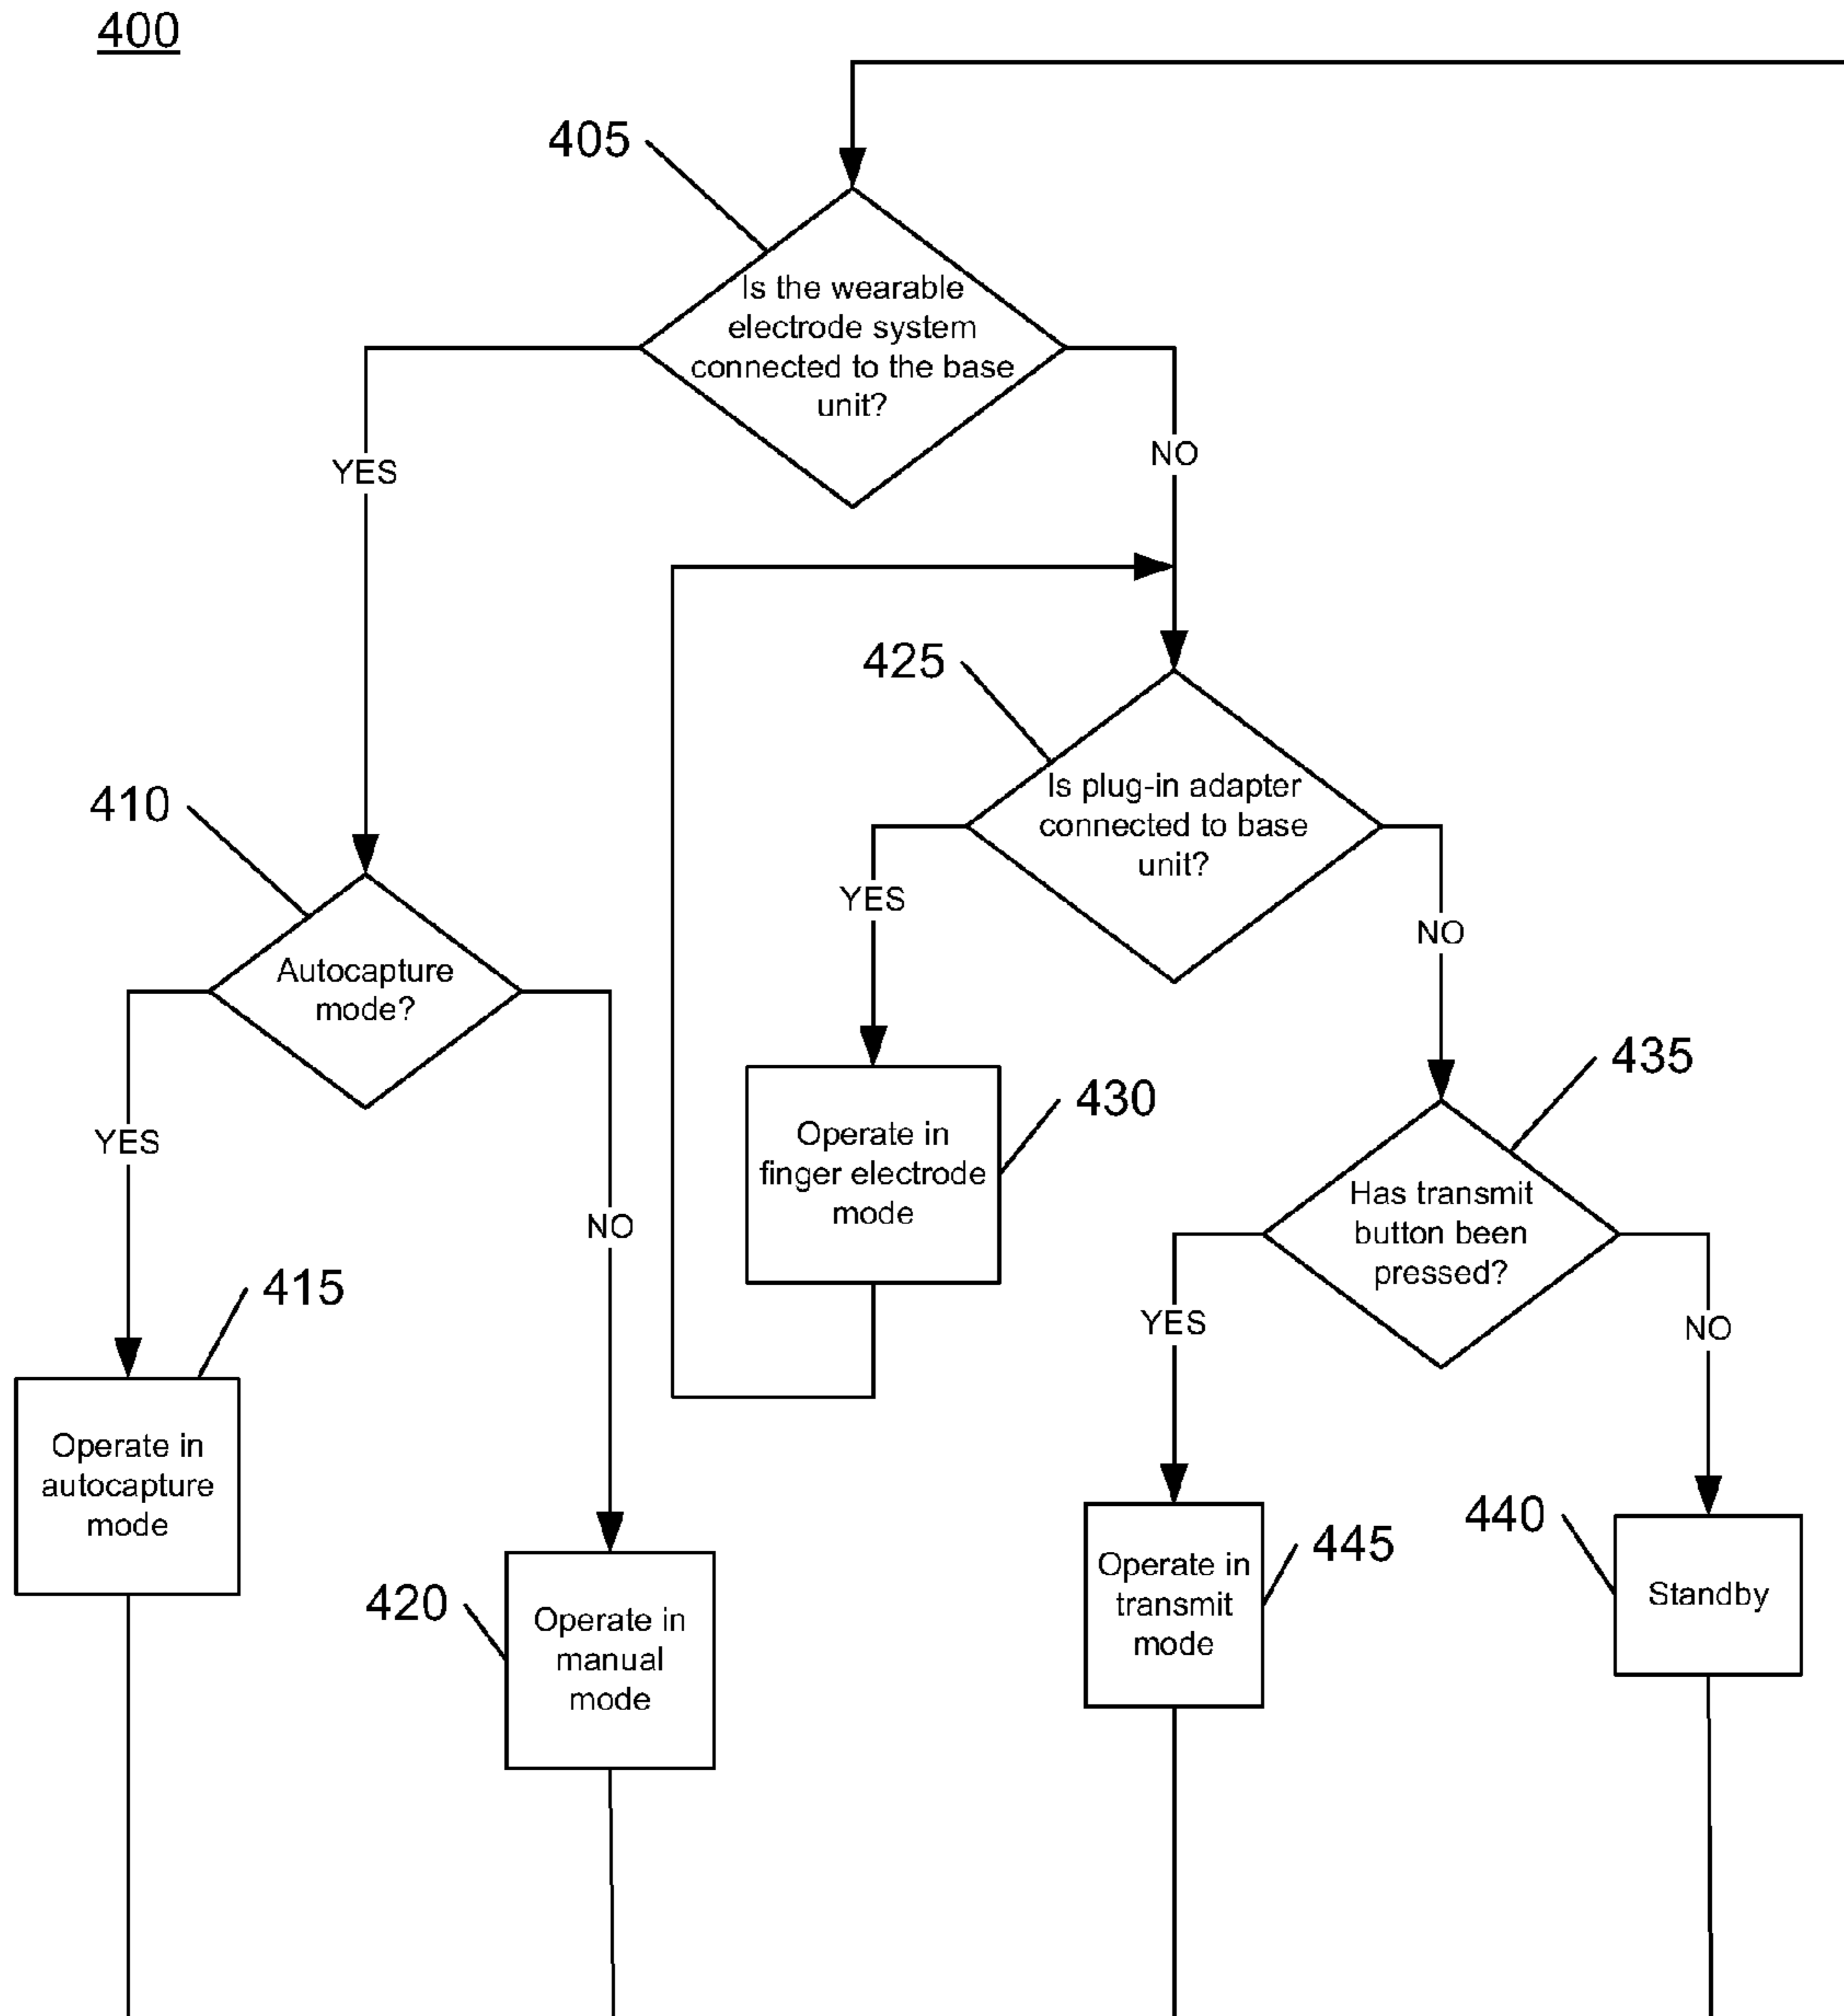 400
405
Is the wearable
electrode system
connected to the base
unit?
YES
NO
425
Is plug-in adapter
connected to base
unit?
410
YES
NO
Autocapture
mode?
435
430
Operate in
finger electrode
mode
YES
NO
Has transmit
button been
pressed?
415
YES
NO
Operate in
autocapture
mode
440
445
Operate in
transmit
mode
Standby
420
Operate in
manual
mode